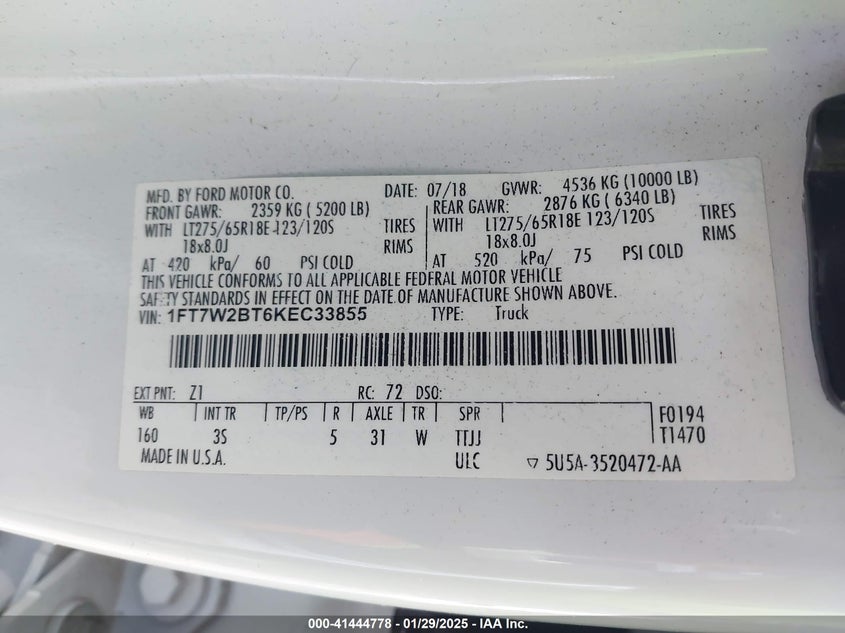 MFD. BY FORD MOTOR CO. DATE: 07/18 GVWR: 4536 KG (10000 LB)
FRONT GAWR: 2359 KG ( 5200 LB) REAR GAWR: 2876 KG ( 6340 LB)
WITH LT275/65R18E 123/120S TIRES WITH LT275/65R18E 123/120S TIRES
18x8.0J RIMS 18x8.0J RIMS
AT 420 kPa/ 60 PSI COLD AT 520 kPa/ 75 PSI COLD
THIS VEHICLE CONFORMS TO ALL APPLICABLE FEDERAL MOTOR VEHICLE
SAFETY STANDARDS IN EFFECT ON THE DATE OF MANUFACTURE SHOWN ABOVE.
VIN: 1FT7W2BT6KEC33855 TYPE: Truck
EXT PNT: Z1 RC: 72 DSO:
WB INT TR TP/PS R AXLE TR SPR F0194
160 3S 5 31 W TTJJ T1470
MADE IN U.S.A. ULC ▽ 5U5A-3520472-AA
000-41444778 — 01/29/2025 — IAA Inc.